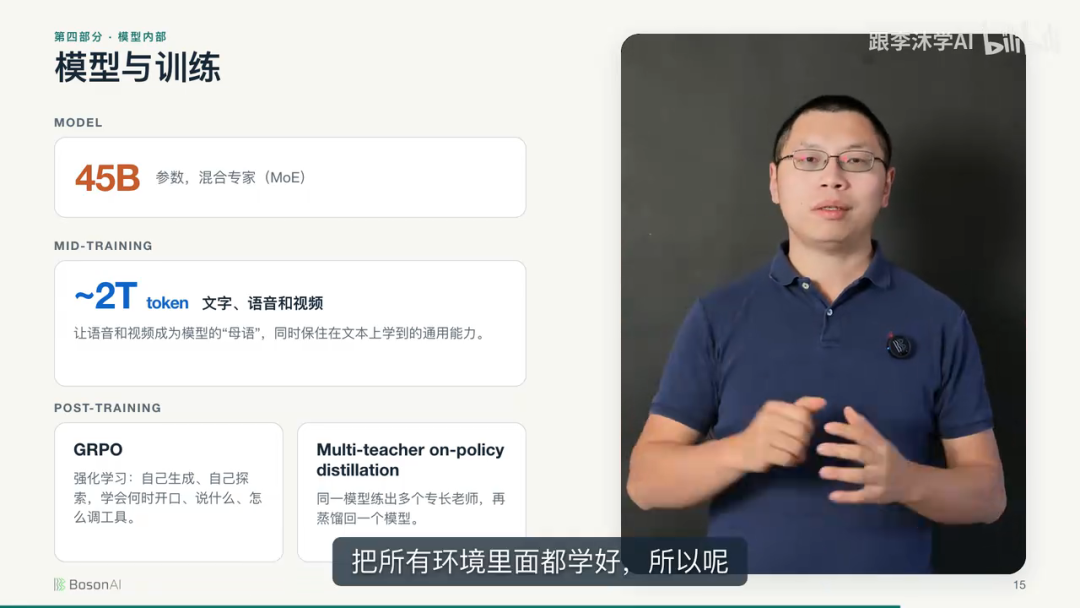 第四部分 · 模型内部
模型与训练
跟李沐学AI bilibili
MODEL
45B 参数，混合专家（MoE）
MID-TRAINING
~2T token 文字、语音和视频
让语音和视频成为模型的“母语”，同时保住在文本上学到的通用能力。
POST-TRAINING
GRPO
强化学习：自己生成、自己探
索，学会何时开口、说什么、怎
么调工具。
Multi-teacher on-policy
distillation
同一模型练出多个专长老师，再
蒸馏回一个模型。
把所有环境里面都学好，所以呢
BosonAI
15